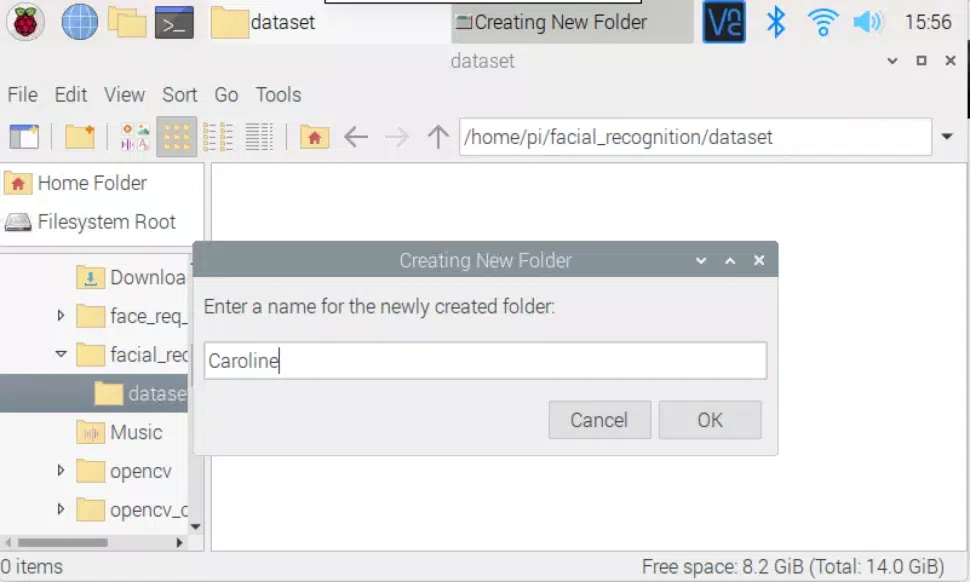 dataset
Creating New Folder
15:56
dataset
File Edit View Sort Go Tools
/home/pi/facial_recognition/dataset
Home Folder
Filesystem Root
Downloa
face_req_
facial_rec
datase
Music
opencv
opencv_c
Creating New Folder
Enter a name for the newly created folder:
Caroline
Cancel OK
0 items
Free space: 8.2 GiB (Total: 14.0 GiB)